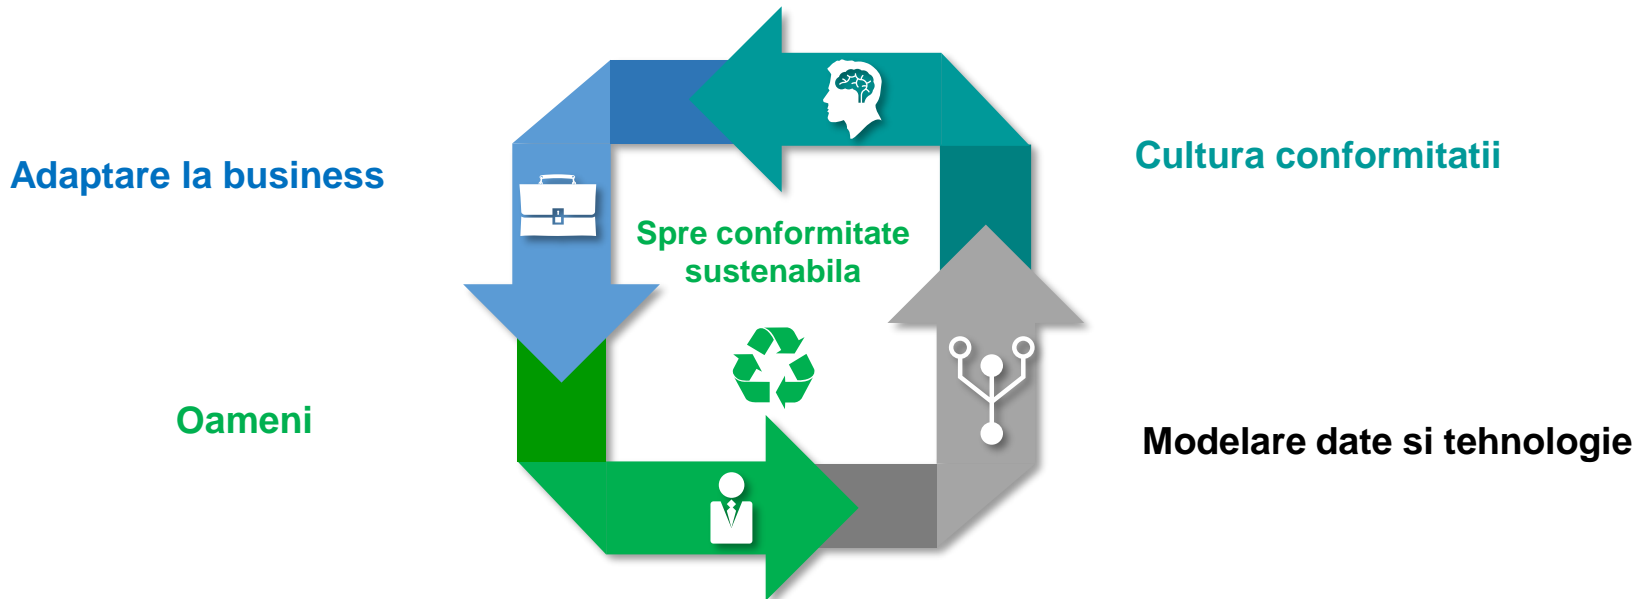 Adaptare la business
Cultura conformitatii
Spre conformitate
sustenabila
Oameni
Modelare date si tehnologie